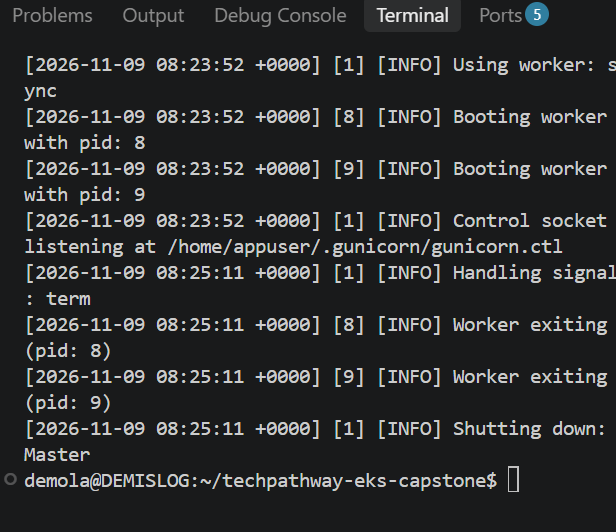 Problems Output Debug Console Terminal Ports 5
[2026-11-09 08:23:52 +0000] [1] [INFO] Using worker: s
ync
[2026-11-09 08:23:52 +0000] [8] [INFO] Booting worker
with pid: 8
[2026-11-09 08:23:52 +0000] [9] [INFO] Booting worker
with pid: 9
[2026-11-09 08:23:52 +0000] [1] [INFO] Control socket
listening at /home/appuser/.gunicorn/gunicorn.ctl
[2026-11-09 08:25:11 +0000] [1] [INFO] Handling signal
: term
[2026-11-09 08:25:11 +0000] [8] [INFO] Worker exiting
(pid: 8)
[2026-11-09 08:25:11 +0000] [9] [INFO] Worker exiting
(pid: 9)
[2026-11-09 08:25:11 +0000] [1] [INFO] Shutting down:
Master
demola@DEMISLOG:~/techpathway-eks-capstone$